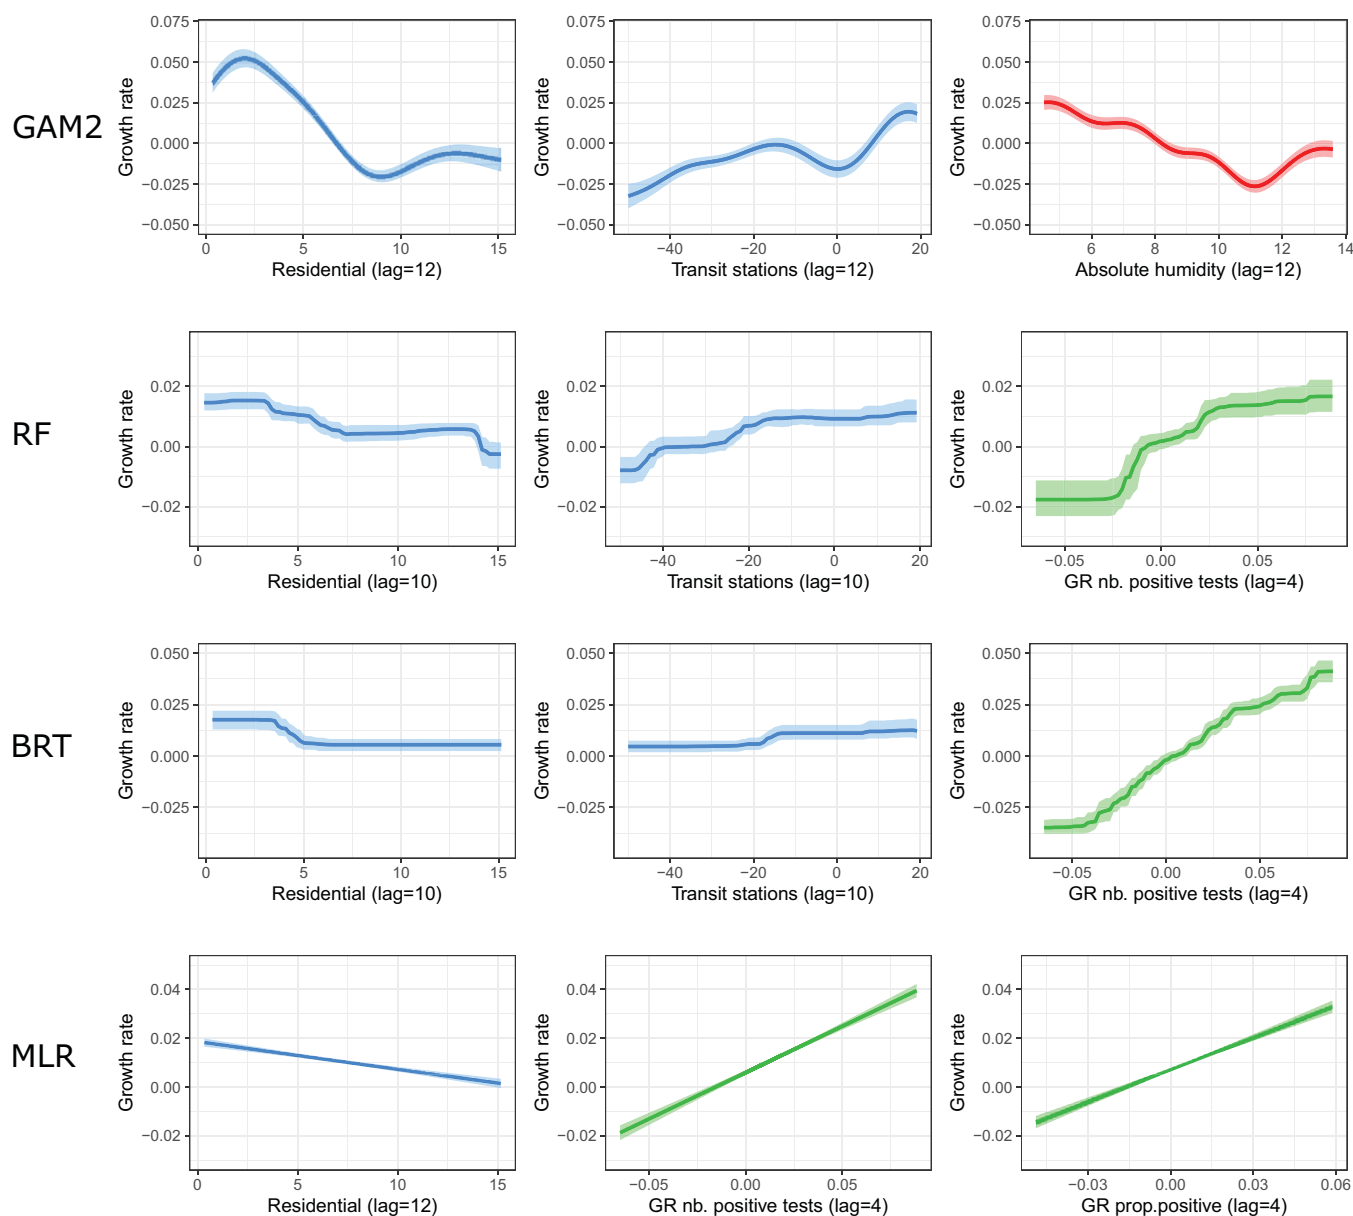 GAM2
Growth rate
0.075
0.050
0.025
0.000
−0.025
−0.050
0 5 10 15
Residential (lag=12)
Growth rate
0.075
0.050
0.025
0.000
−0.025
−0.050
−40 −20 0 20
Transit stations (lag=12)
Growth rate
0.075
0.050
0.025
0.000
−0.025
−0.050
6 8 10 12 14
Absolute humidity (lag=12)
RF
Growth rate
0.02
0.00
−0.02
0 5 10 15
Residential (lag=10)
Growth rate
0.02
0.00
−0.02
−40 −20 0 20
Transit stations (lag=10)
Growth rate
0.02
0.00
−0.02
−0.05 0.00 0.05
GR nb. positive tests (lag=4)
BRT
Growth rate
0.050
0.025
0.000
−0.025
0 5 10 15
Residential (lag=10)
Growth rate
0.050
0.025
0.000
−0.025
−40 −20 0 20
Transit stations (lag=10)
Growth rate
0.050
0.025
0.000
−0.025
−0.05 0.00 0.05
GR nb. positive tests (lag=4)
MLR
Growth rate
0.04
0.02
0.00
−0.02
0 5 10 15
Residential (lag=12)
Growth rate
0.04
0.02
0.00
−0.02
−0.05 0.00 0.05
GR nb. positive tests (lag=4)
Growth rate
0.04
0.02
0.00
−0.02
−0.03 0.00 0.03 0.06
GR prop.positive (lag=4)